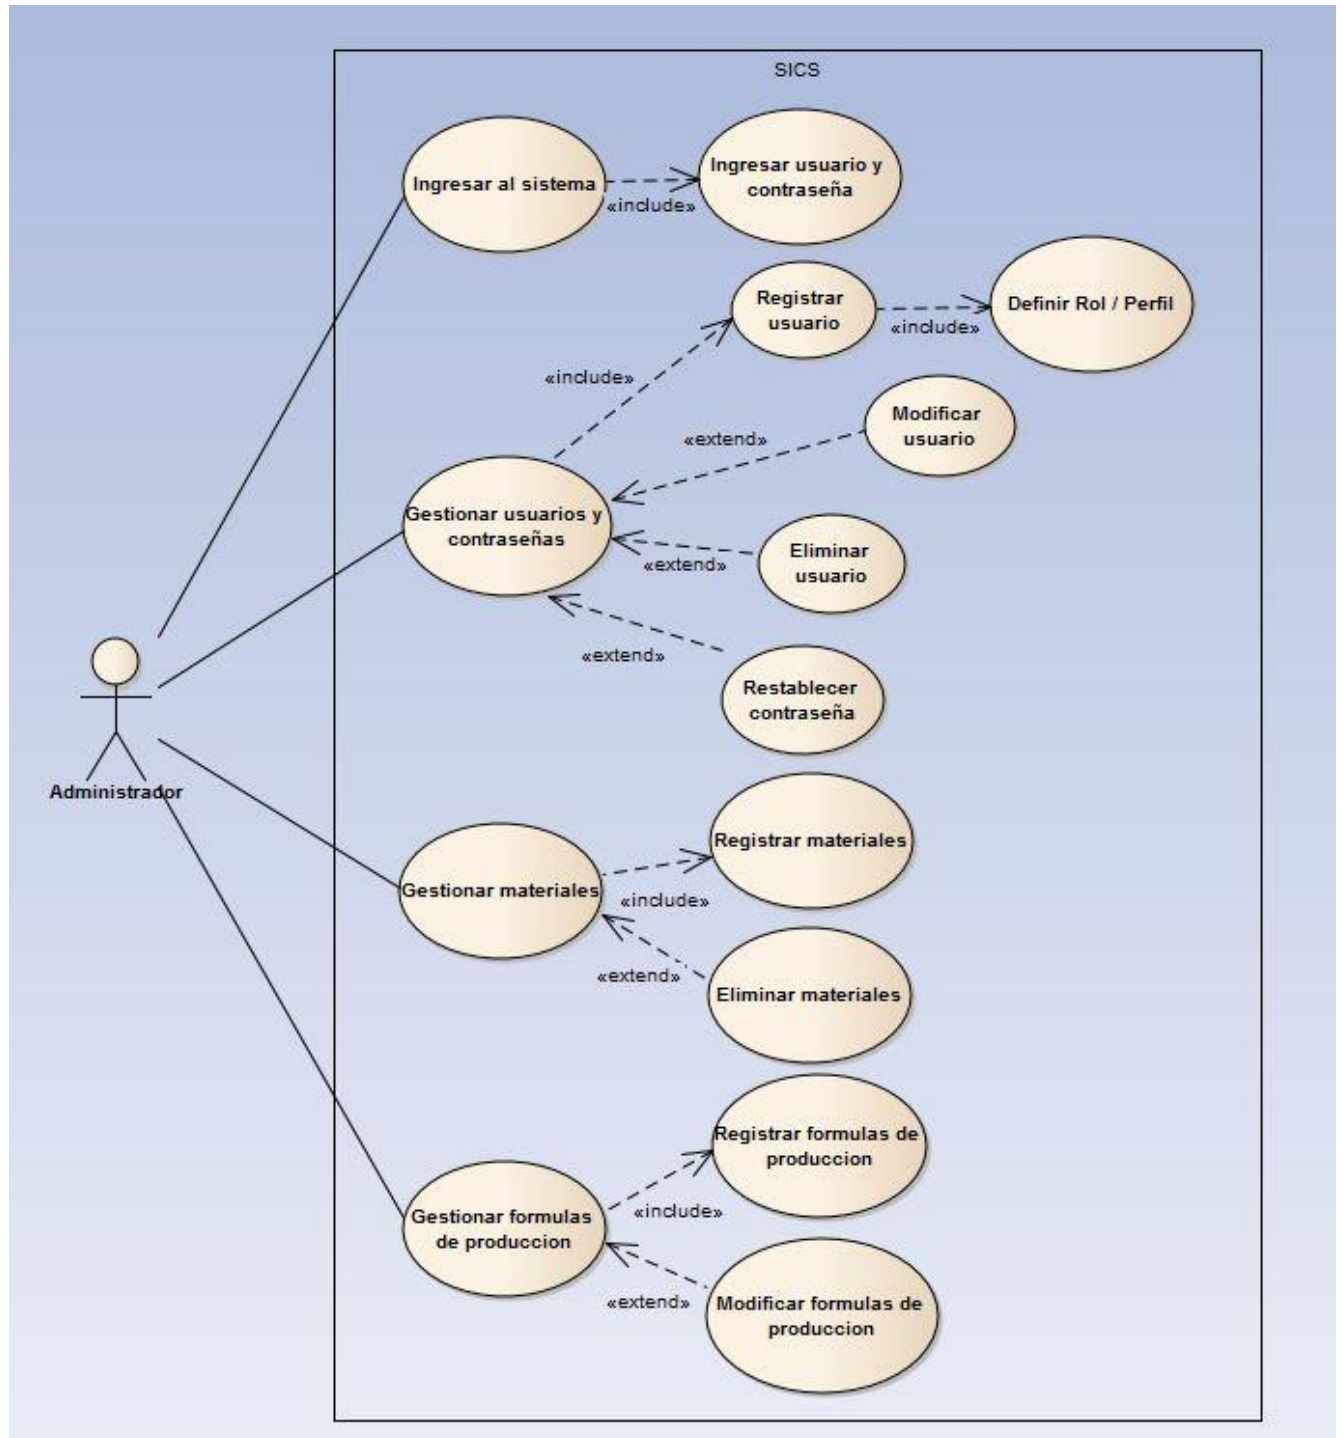 SICS
Ingresar al sistema
«include»
Ingresar usuario y
contraseña
Registrar
usuario
«include»
Definir Rol / Perfil
«include»
Modificar
usuario
«extend»
Gestionar usuarios y
contraseñas
Eliminar
usuario
«extend»
«extend»
Restablecer
contraseña
Administrador
Registrar materiales
Gestionar materiales
«include»
«extend»
Eliminar materiales
Registrar formulas de
produccion
Gestionar formulas
de produccion
«include»
«extend»
Modificar formulas de
produccion